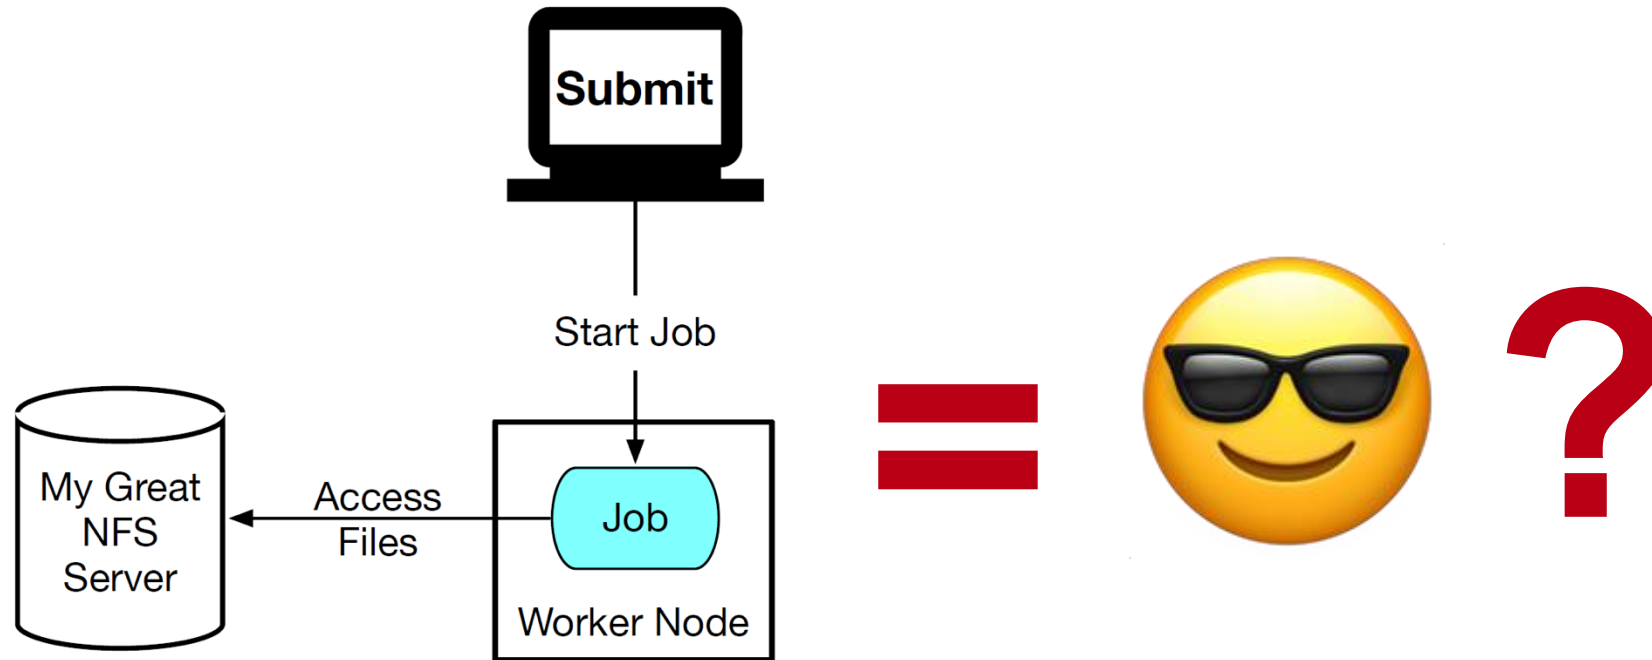 Submit
Start Job
My Great
NFS
Server
Access
Files
Job
Worker Node
=
?